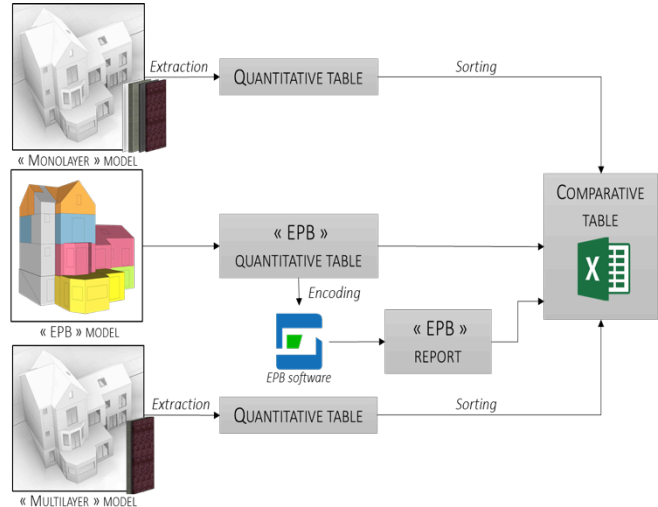 Extraction
QUANTITATIVE TABLE
Sorting
« MONOLAYER » MODEL
COMPARATIVE
TABLE
X
« EPB »
QUANTITATIVE TABLE
« EPB » MODEL
Encoding
EPB software
« EPB »
REPORT
Extraction
QUANTITATIVE TABLE
Sorting
« MULTILAYER » MODEL